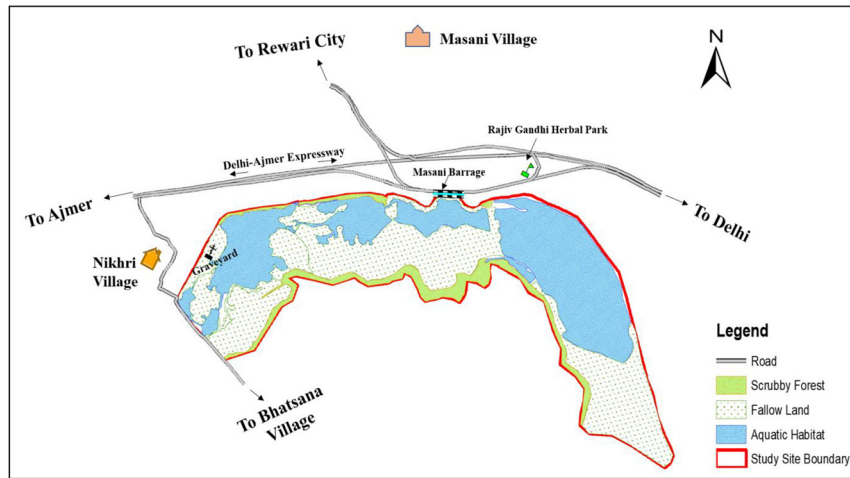 To Rewari City
Masani Village
N
Rajiv Gandhi Herbal Park
Delhi-Ajmer Expressway
Masani Barrage
To Ajmer
To Delhi
Nikhri
Village
Graveyard
To Bhatsana
Village
Legend
Road
Scrubby Forest
Fallow Land
Aquatic Habitat
Study Site Boundary